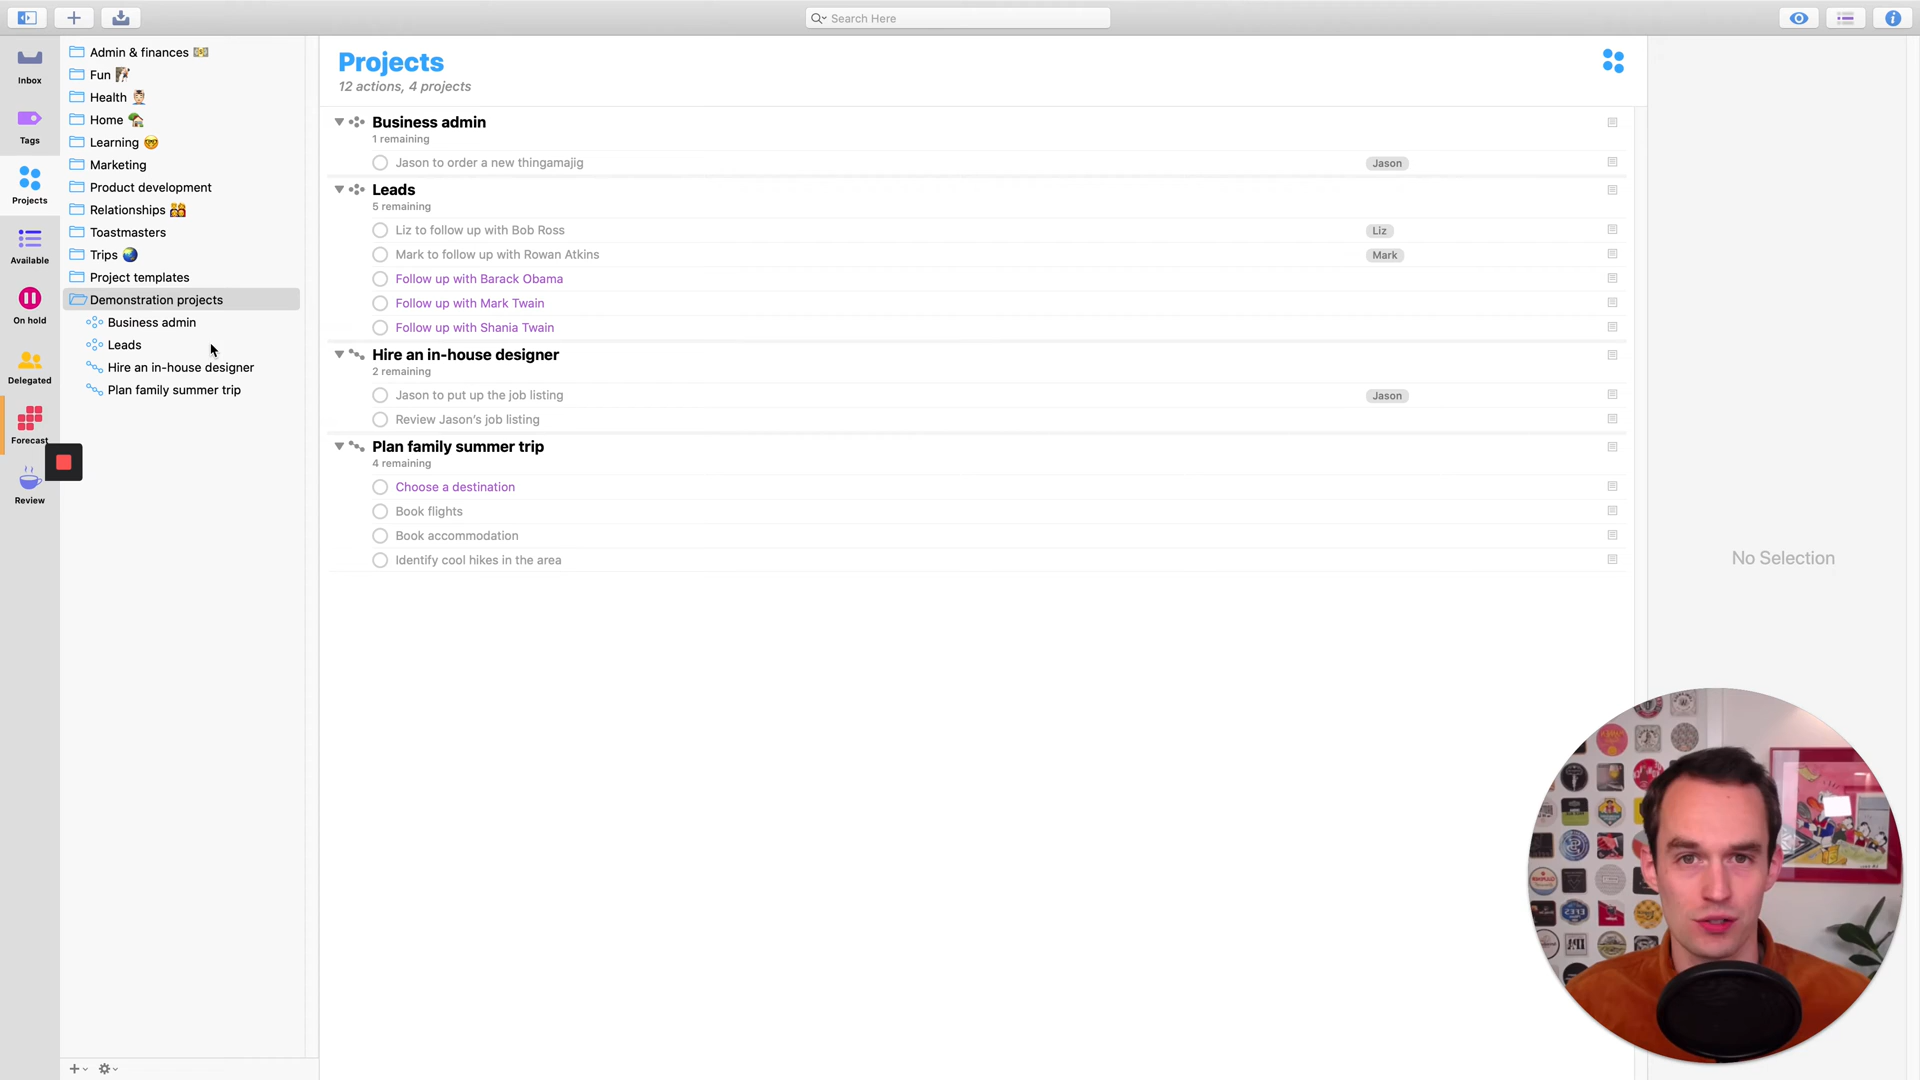 Search Here
Inbox
Tags
Projects
Available
On hold
Delegated
Forecast
Review
Admin & finances
Fun
Health
Home
Learning
Marketing
Product development
Relationships
Toastmasters
Trips
Project templates
Demonstration projects
Business admin
Leads
Hire an in-house designer
Plan family summer trip
Projects
12 actions, 4 projects
Business admin
1 remaining
Jason to order a new thingamajig Jason
Leads
5 remaining
Liz to follow up with Bob Ross Liz
Mark to follow up with Rowan Atkins Mark
Follow up with Barack Obama
Follow up with Mark Twain
Follow up with Shania Twain
Hire an in-house designer
2 remaining
Jason to put up the job listing Jason
Review Jason's job listing
Plan family summer trip
4 remaining
Choose a destination
Book flights
Book accommodation
Identify cool hikes in the area
No Selection
EFES
IPA